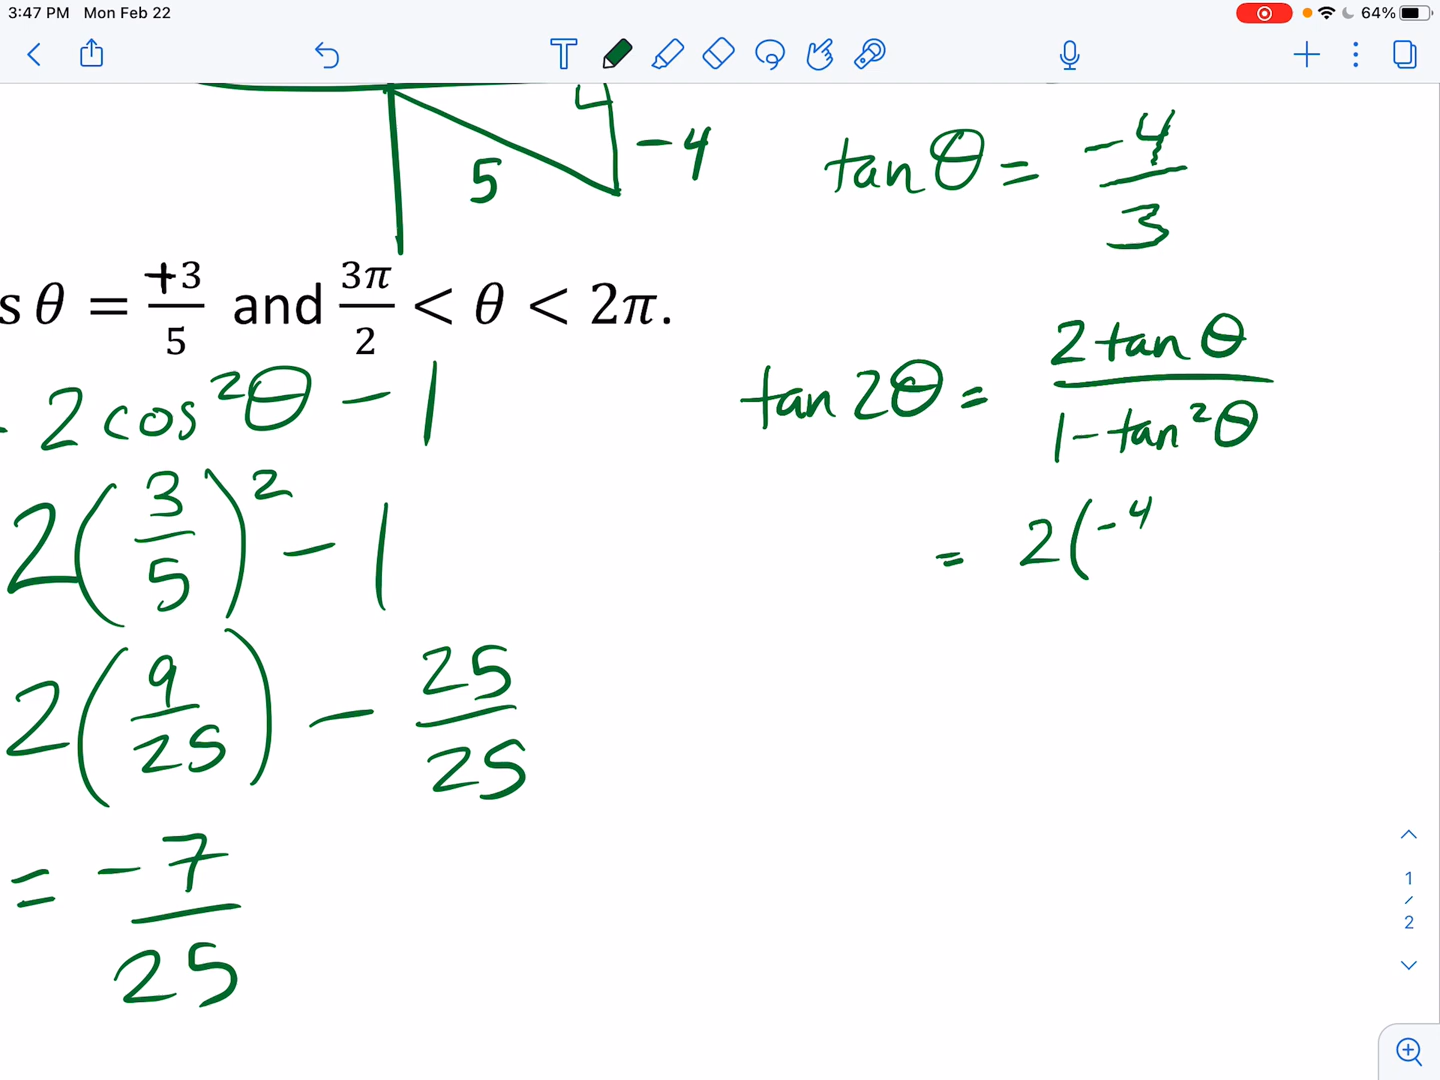 3:47 PM Mon Feb 22
64%
5
-4
tan θ = -4/3
s θ = +3/5 and 3π/2 < θ < 2π.
2 cos²θ - 1
2(3/5)² - 1
2(9/25) - 25/25
= -7/25
tan 2θ = 2 tan θ / 1 - tan²θ
= 2(-4
1
/
2